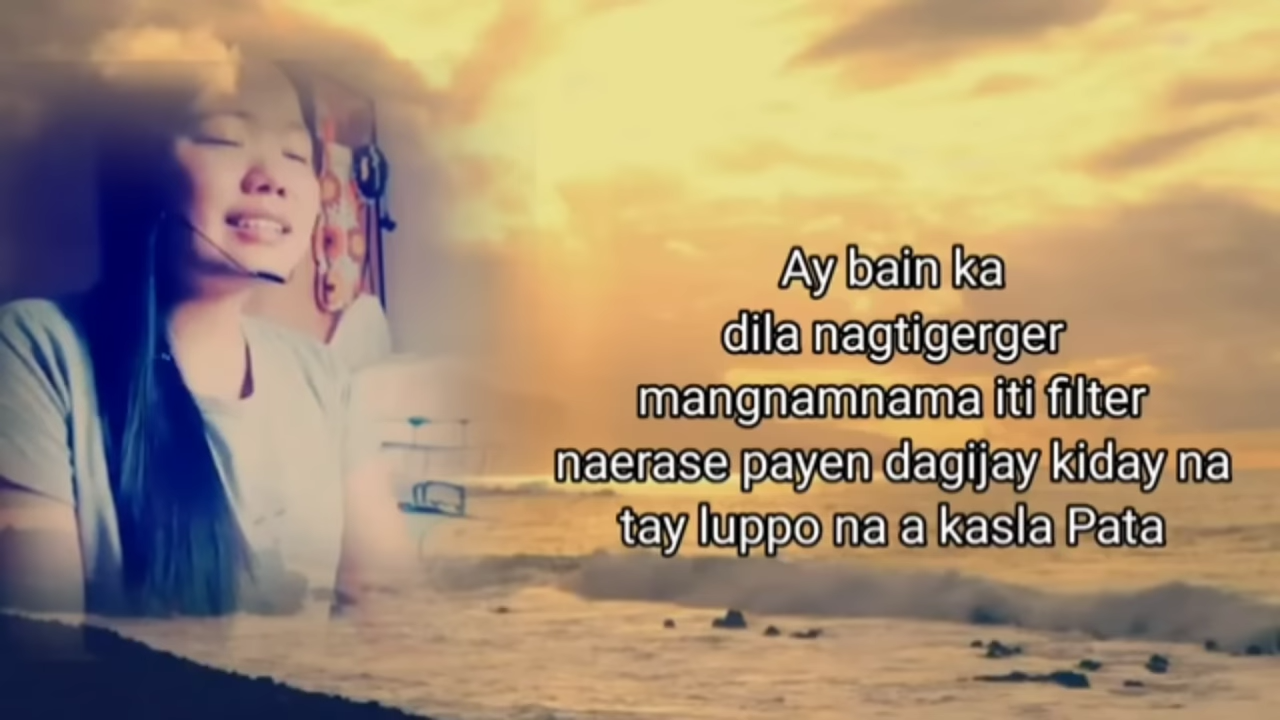 Ay bain ka
dila nagtigerger
mangnamnama iti filter
naerase payen dagijay kiday na
tay luppo na a kasla Pata